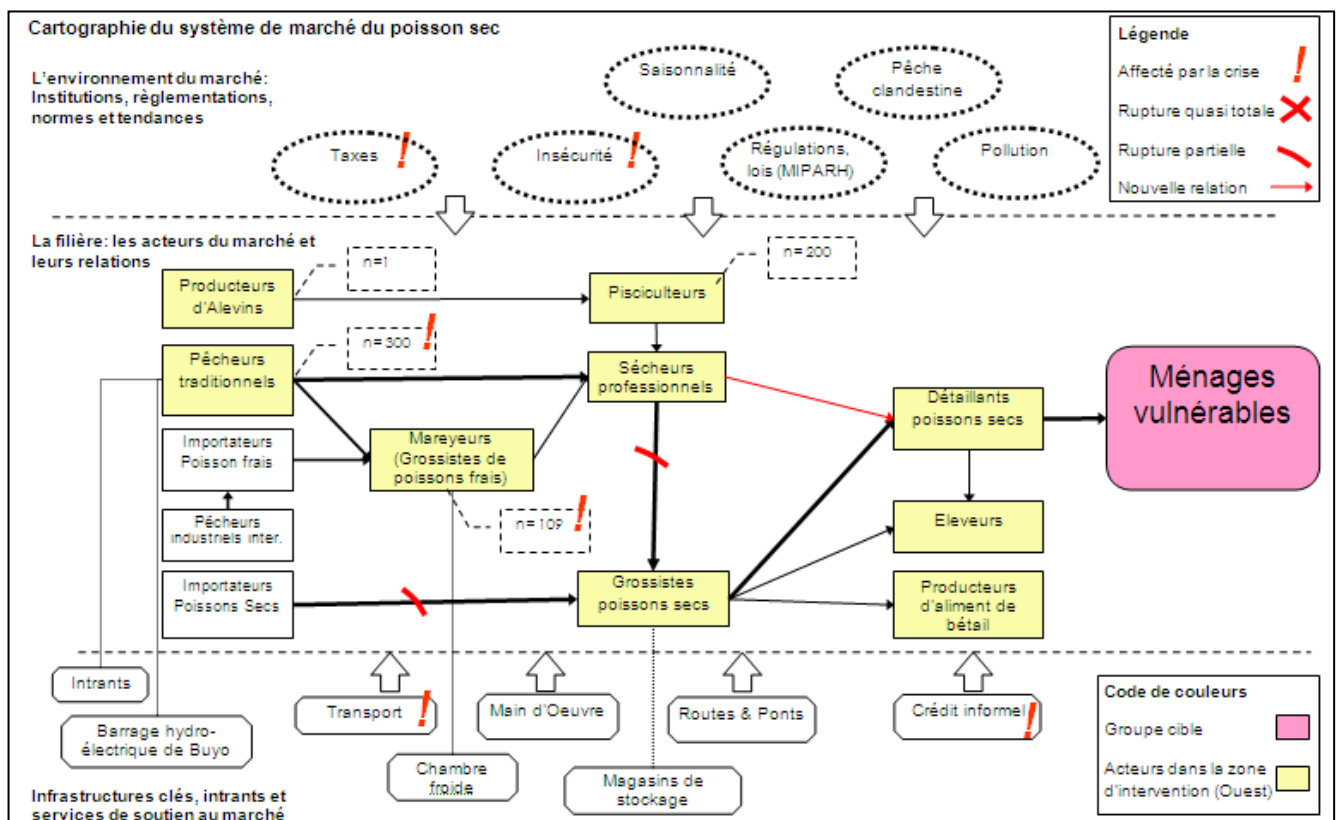 Cartographie du système de marché du poisson sec
L'environnement du marché:
Institutions, règlementations,
normes et tendances
Saisonnalité
Pêche
clandestine
Taxes
Insécurité
Régulations,
lois (MIPARH)
Pollution
Légende
Affecté par la crise
Rupture quasi totale
Rupture partielle
Nouvelle relation
La filière: les acteurs du marché et
leurs relations
n=1
n= 200
Producteurs
d'Alevins
Pisciculteurs
n= 300
Pêcheurs
traditionnels
Sécheurs
professionnels
Ménages
vulnérables
Détaillants
poissons secs
Importateurs
Poisson frais
Mareyeurs
(Grossistes de
poissons frais)
Pêcheurs
industriels inter.
n= 109
Eleveurs
Importateurs
Poissons Secs
Grossistes
poissons secs
Producteurs
d'aliment de
bétail
Intrants
Barrage hydro-
électrique de Buyo
Transport
Main d'Oeuvre
Routes & Ponts
Crédit informel
Chambre
froide
Magasins de
stockage
Code de couleurs
Groupe cible
Acteurs dans la zone
d'intervention (Ouest)
Infrastructures clés, intrants et
services de soutien au marché